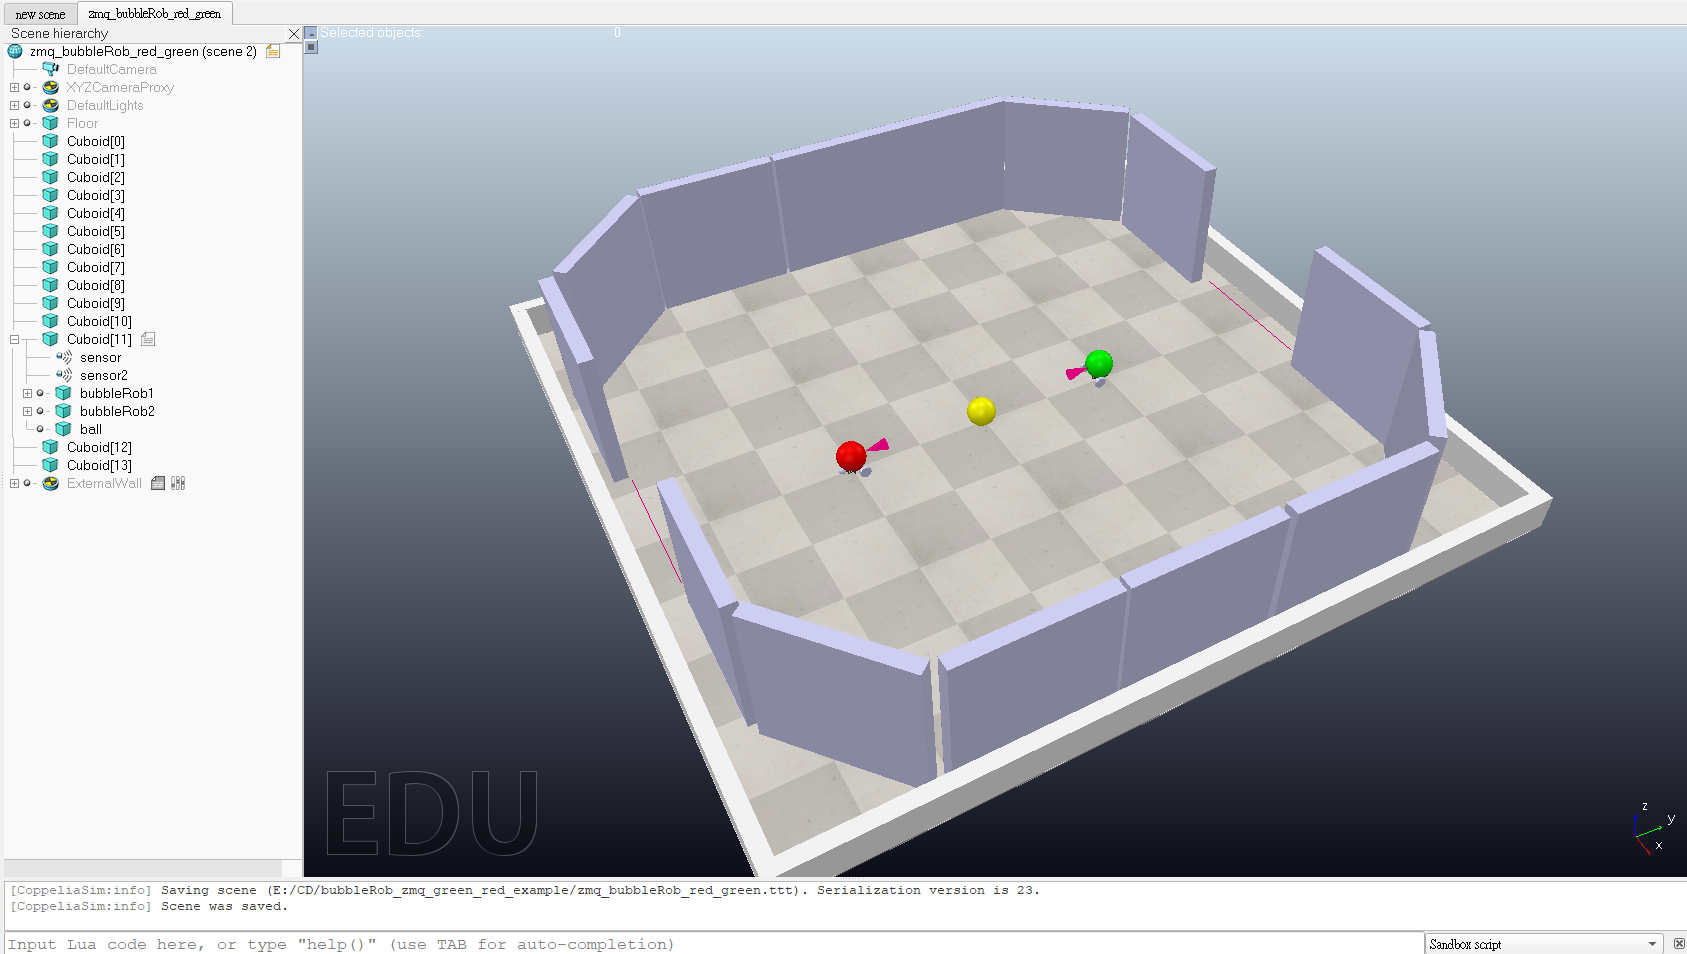 new scene
zmq_bubbleRob_red_green
Scene hierarchy
Selected objects: 0
zmq_bubbleRob_red_green (scene 2)
DefaultCamera
XYZCameraProxy
DefaultLights
Floor
Cuboid[0]
Cuboid[1]
Cuboid[2]
Cuboid[3]
Cuboid[4]
Cuboid[5]
Cuboid[6]
Cuboid[7]
Cuboid[8]
Cuboid[9]
Cuboid[10]
Cuboid[11]
sensor
sensor2
bubbleRob1
bubbleRob2
ball
Cuboid[12]
Cuboid[13]
ExternalWall
EDU
z
y
x
[CoppeliaSim:info] Saving scene (E:/CD/bubbleRob_zmq_green_red_example/zmq_bubbleRob_red_green.ttt). Serialization version is 23.
[CoppeliaSim:info] Scene was saved.
Input Lua code here, or type "help()" (use TAB for auto-completion)
Sandbox script